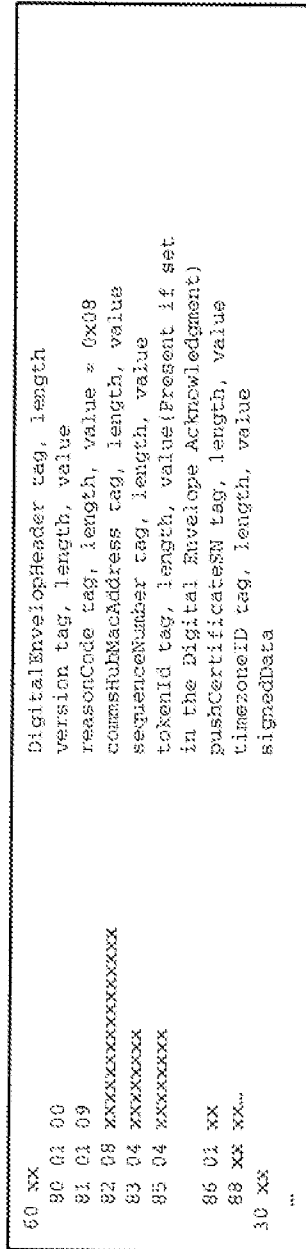 60 xx DigitalEnvelopHeader tag, length
80 01 00 version tag, length, value
81 01 09 reasonCode tag, length, value = 0x08
82 08 xxxxxxxxxxxxxxxx commsHubMacAddress tag, length, value
83 04 xxxxxxxx sequenceNumber tag, length, value
85 04 xxxxxxxx tokenId tag, length, value(Present if set
in the Digital Envelope Acknowledgment)
86 01 xx pushCertificateSN tag, length, value
88 xx xx… timezoneID tag, length, value
30 xx signedData
…